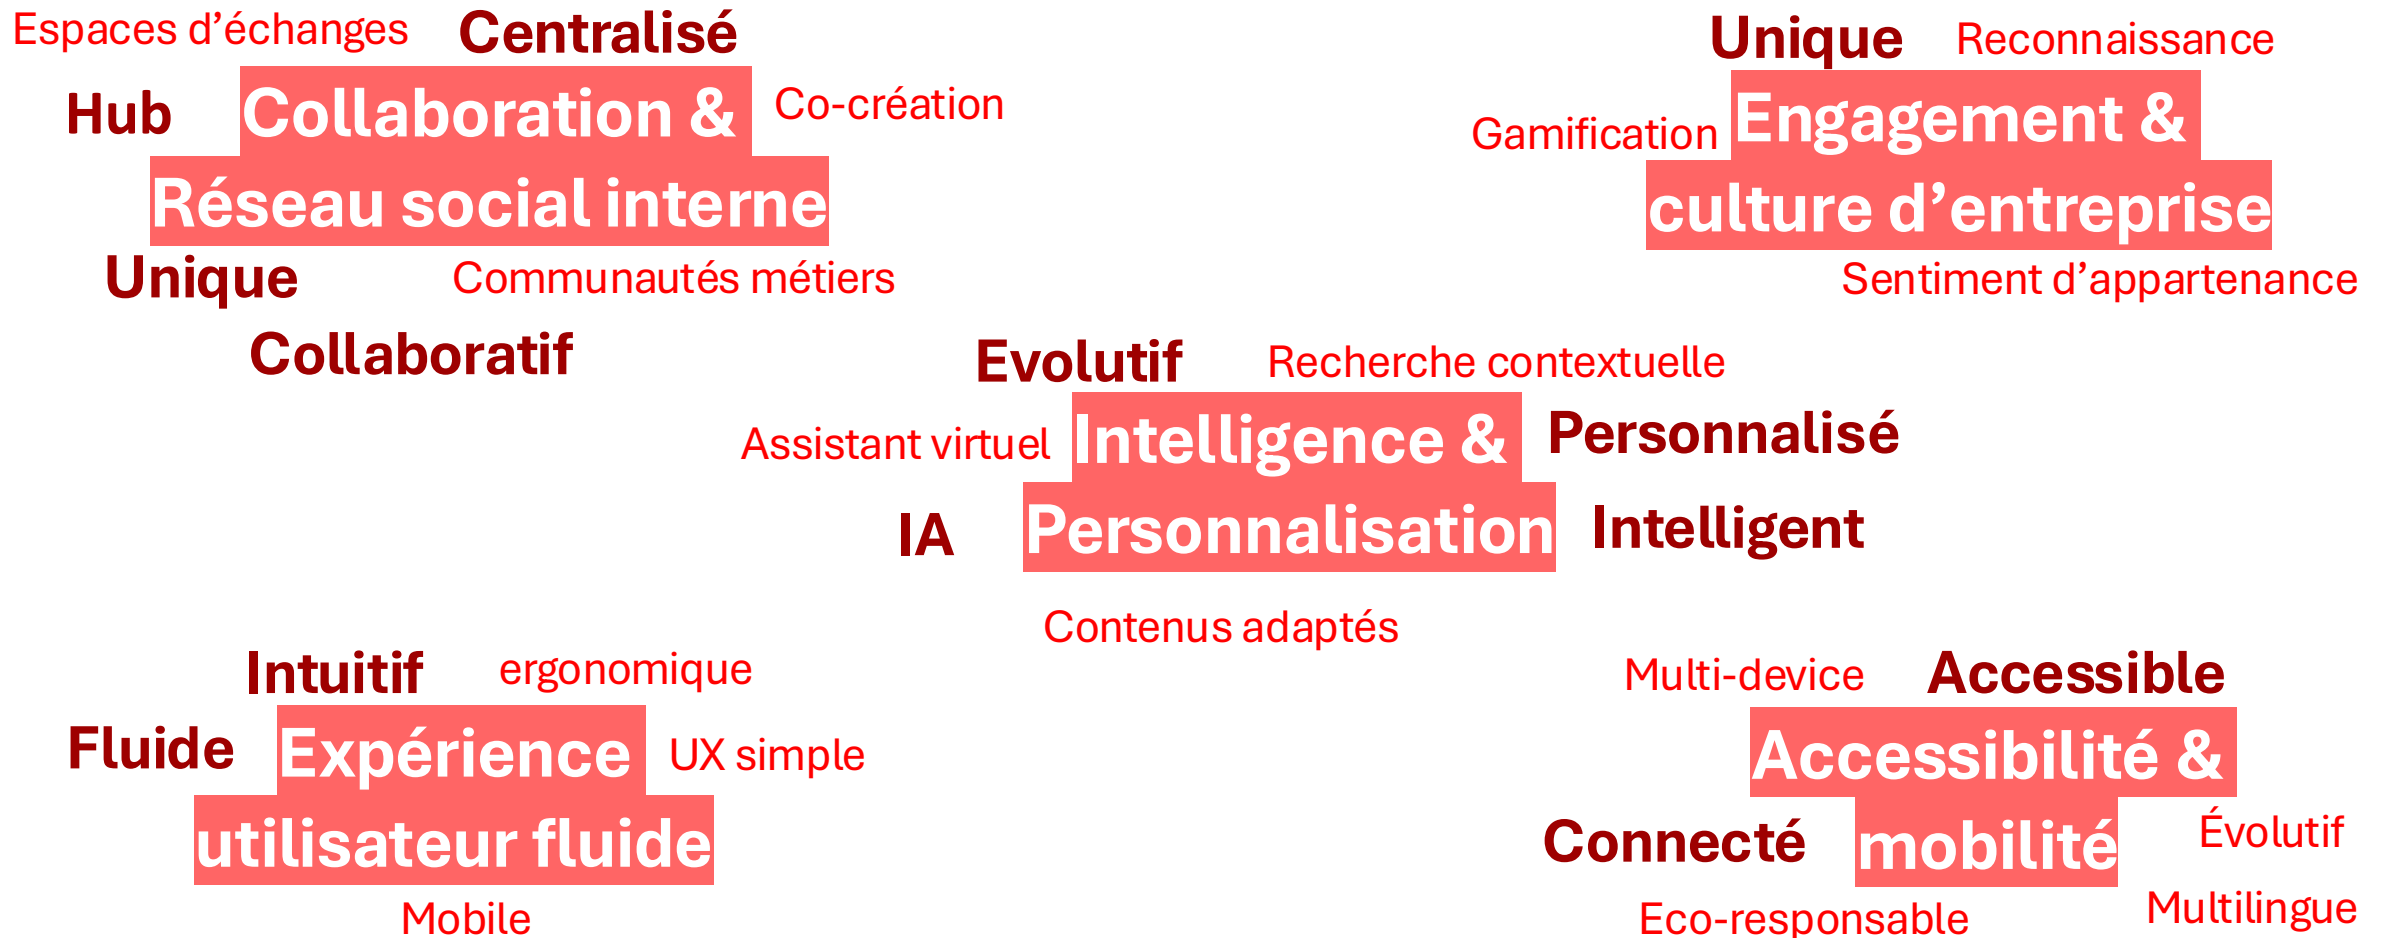 Espaces d’échanges
Centralisé
Hub
Collaboration &
Co-création
Réseau social interne
Unique
Communautés métiers
Collaboratif
Unique
Reconnaissance
Gamification
Engagement &
culture d’entreprise
Sentiment d’appartenance
Evolutif
Recherche contextuelle
Assistant virtuel
Intelligence &
Personnalisé
IA
Personnalisation
Intelligent
Contenus adaptés
Intuitif
ergonomique
Fluide
Expérience
UX simple
utilisateur fluide
Mobile
Multi-device
Accessible
Accessibilité &
Connecté
mobilité
Évolutif
Eco-responsable
Multilingue